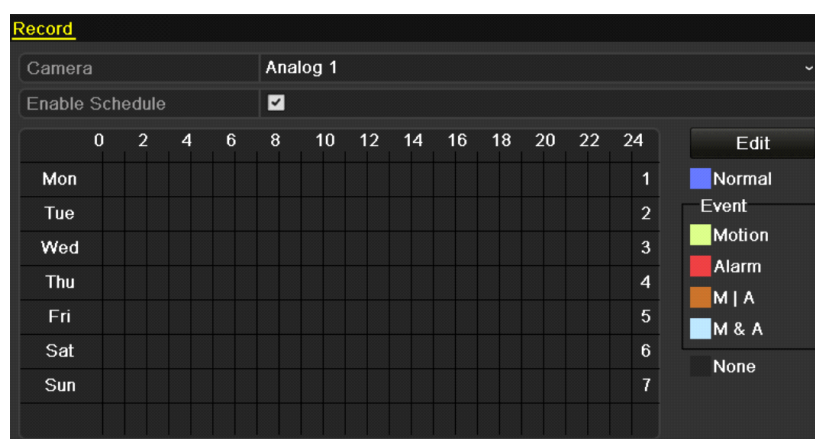 Record
Camera Analog 1
Enable Schedule
0 2 4 6 8 10 12 14 16 18 20 22 24
Mon 1
Tue 2
Wed 3
Thu 4
Fri 5
Sat 6
Sun 7
Edit
Normal
Event
Motion
Alarm
M | A
M & A
None